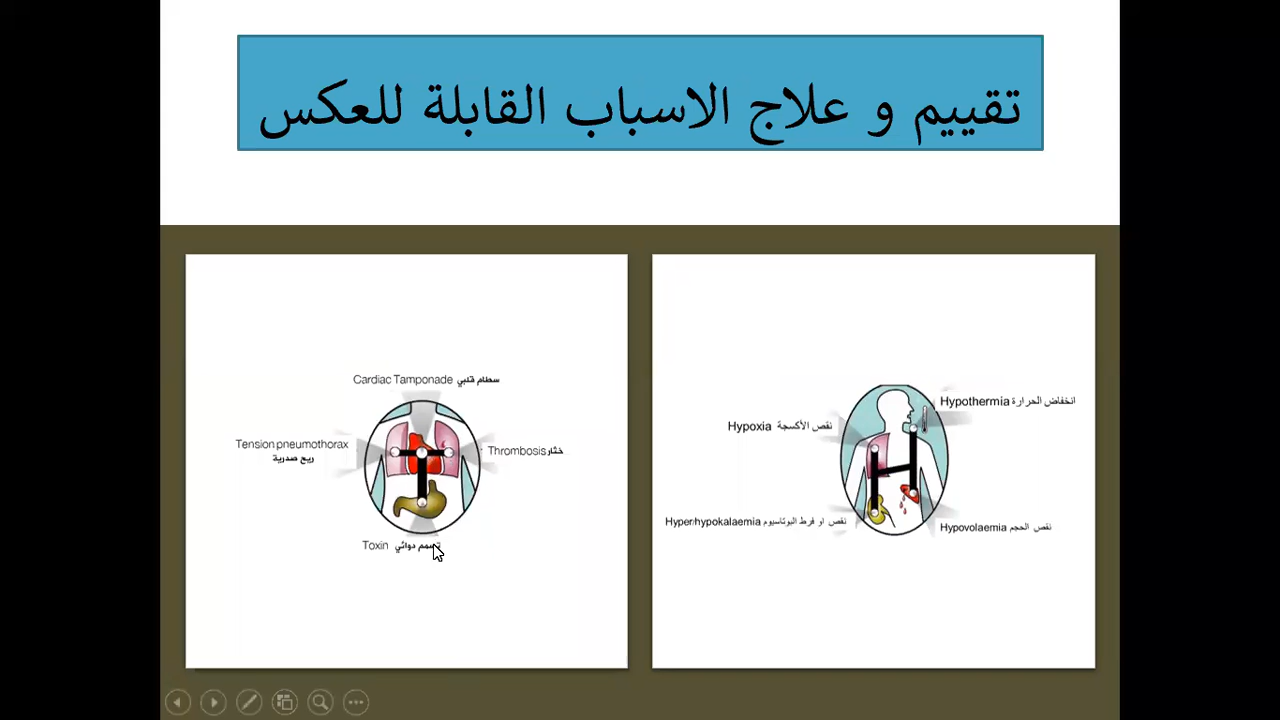 تقييم و علاج الاسباب القابلة للعكس
Cardiac Tamponade سطام قلبي
Tension pneumothorax
ريح صدرية
Thrombosis خثار
Toxin تسمم دوائي
Hypothermia انخفاض الحرارة
Hypoxia نقص الأكسجة
Hyper/hypokalaemia نقص او فرط البوتاسيوم
Hypovolaemia نقص الحجم